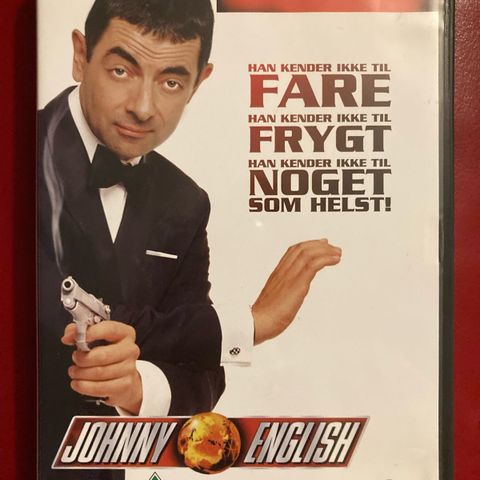 HAN KENDER IKKE TIL
FARE
HAN KENDER IKKE TIL
FRYGT
HAN KENDER IKKE TIL
NOGET
SOM HELST!
JOHNNY ENGLISH